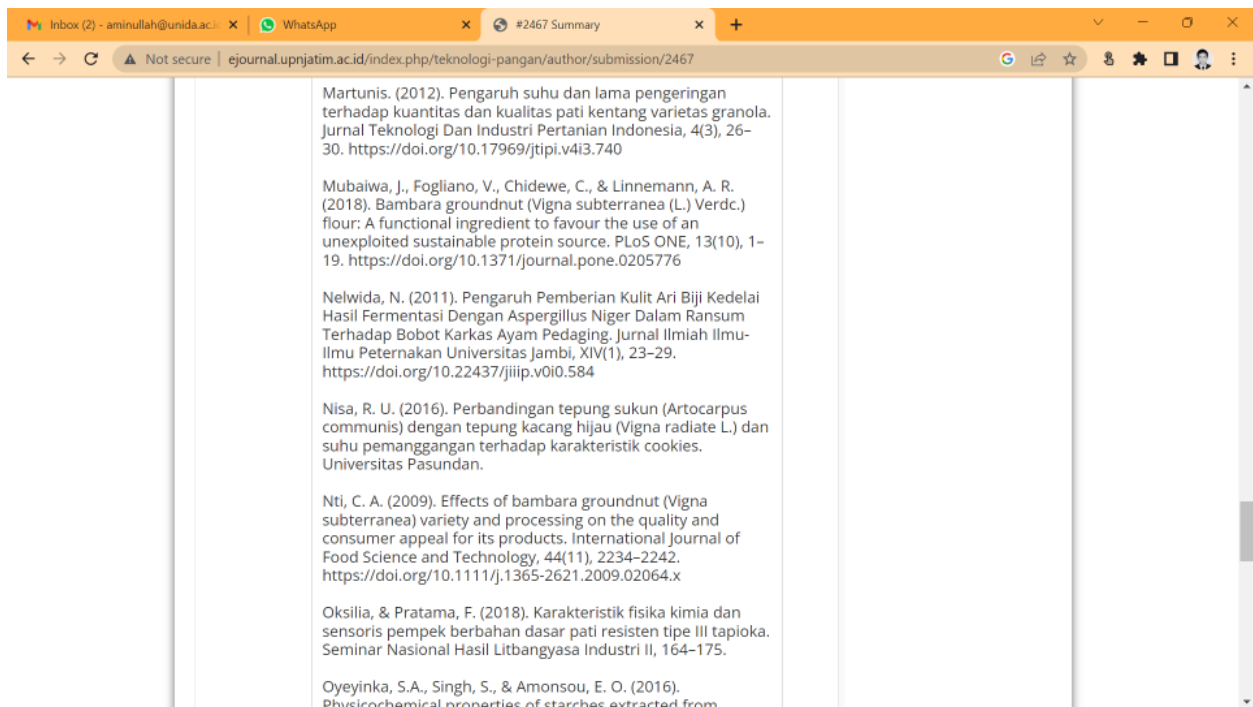 Inbox (2) - aminullah@unida.ac.i
WhatsApp
#2467 Summary
Not secure | ejournal.upnjatim.ac.id/index.php/teknologi-pangan/author/submission/2467
Martunis. (2012). Pengaruh suhu dan lama pengeringan
terhadap kuantitas dan kualitas pati kentang varietas granola.
Jurnal Teknologi Dan Industri Pertanian Indonesia, 4(3), 26–
30. https://doi.org/10.17969/jtipi.v4i3.740
Mubaiwa, J., Fogliano, V., Chidewe, C., & Linnemann, A. R.
(2018). Bambara groundnut (Vigna subterranea (L.) Verdc.)
flour: A functional ingredient to favour the use of an
unexploited sustainable protein source. PLoS ONE, 13(10), 1–
19. https://doi.org/10.1371/journal.pone.0205776
Nelwida, N. (2011). Pengaruh Pemberian Kulit Ari Biji Kedelai
Hasil Fermentasi Dengan Aspergillus Niger Dalam Ransum
Terhadap Bobot Karkas Ayam Pedaging. Jurnal Ilmiah Ilmu-
Ilmu Peternakan Universitas Jambi, XIV(1), 23–29.
https://doi.org/10.22437/jiiip.v0i0.584
Nisa, R. U. (2016). Perbandingan tepung sukun (Artocarpus
communis) dengan tepung kacang hijau (Vigna radiate L.) dan
suhu pemanggangan terhadap karakteristik cookies.
Universitas Pasundan.
Nti, C. A. (2009). Effects of bambara groundnut (Vigna
subterranea) variety and processing on the quality and
consumer appeal for its products. International Journal of
Food Science and Technology, 44(11), 2234–2242.
https://doi.org/10.1111/j.1365-2621.2009.02064.x
Oksilia, & Pratama, F. (2018). Karakteristik fisika kimia dan
sensoris pempek berbahan dasar pati resisten tipe III tapioka.
Seminar Nasional Hasil Litbangyasa Industri II, 164–175.
Oyeyinka, S.A., Singh, S., & Amonsou, E. O. (2016).
Physicochemical properties of starches extracted from